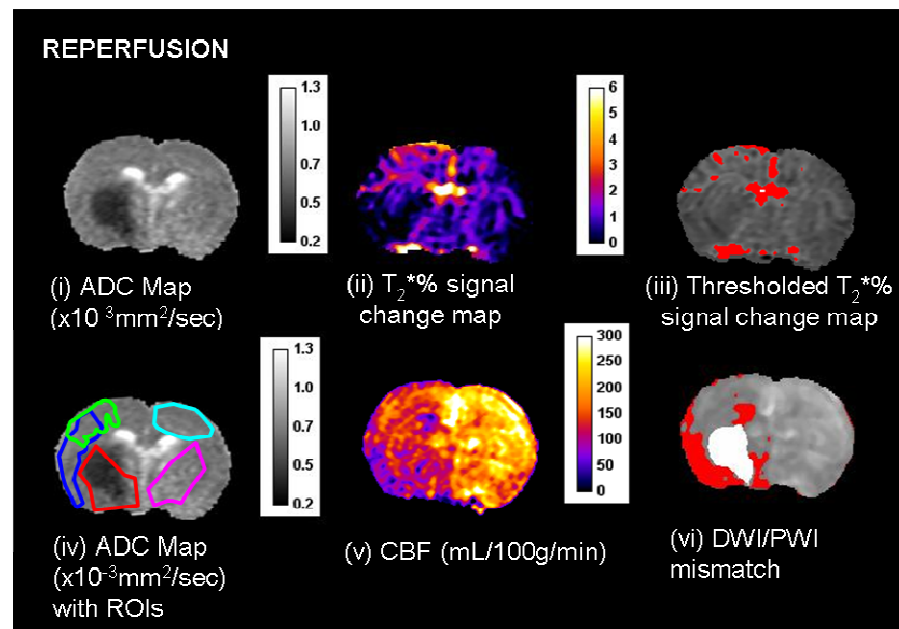 REPERFUSION
1.3
1.0
0.7
0.5
0.2
6
5
4
3
2
1
0
(i) ADC Map
(x10⁻³mm²/sec)
(ii) T₂*% signal
change map
(iii) Thresholded T₂*%
signal change map
1.3
1.0
0.7
0.5
0.2
300
250
200
150
100
50
0
(iv) ADC Map
(x10⁻³mm²/sec)
with ROIs
(v) CBF (mL/100g/min)
(vi) DWI/PWI
mismatch